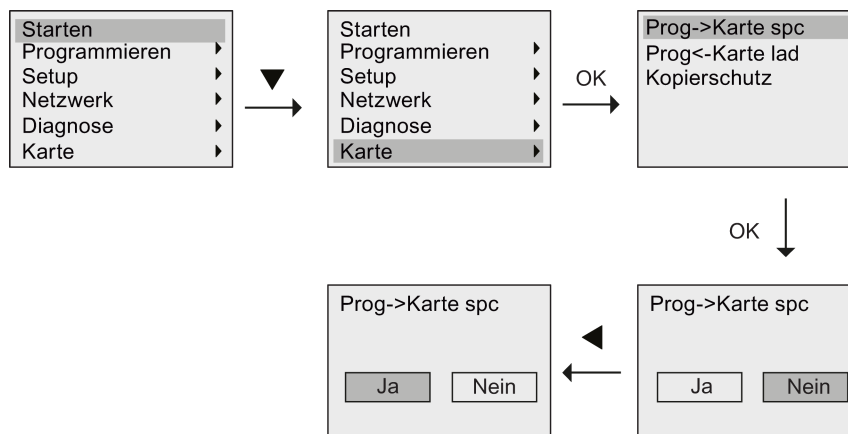 Starten
Programmieren
Setup
Netzwerk
Diagnose
Karte
Starten
Programmieren
Setup
Netzwerk
Diagnose
Karte
OK
Prog->Karte spc
Prog<-Karte lad
Kopierschutz
OK
Prog->Karte spc
Ja Nein
Prog->Karte spc
Ja Nein